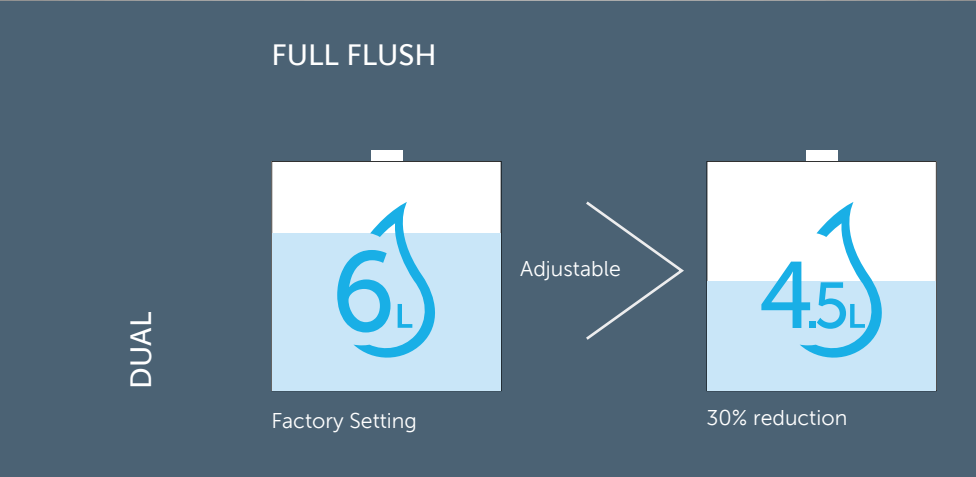 FULL FLUSH
DUAL
6L
Adjustable
4.5L
Factory Setting
30% reduction